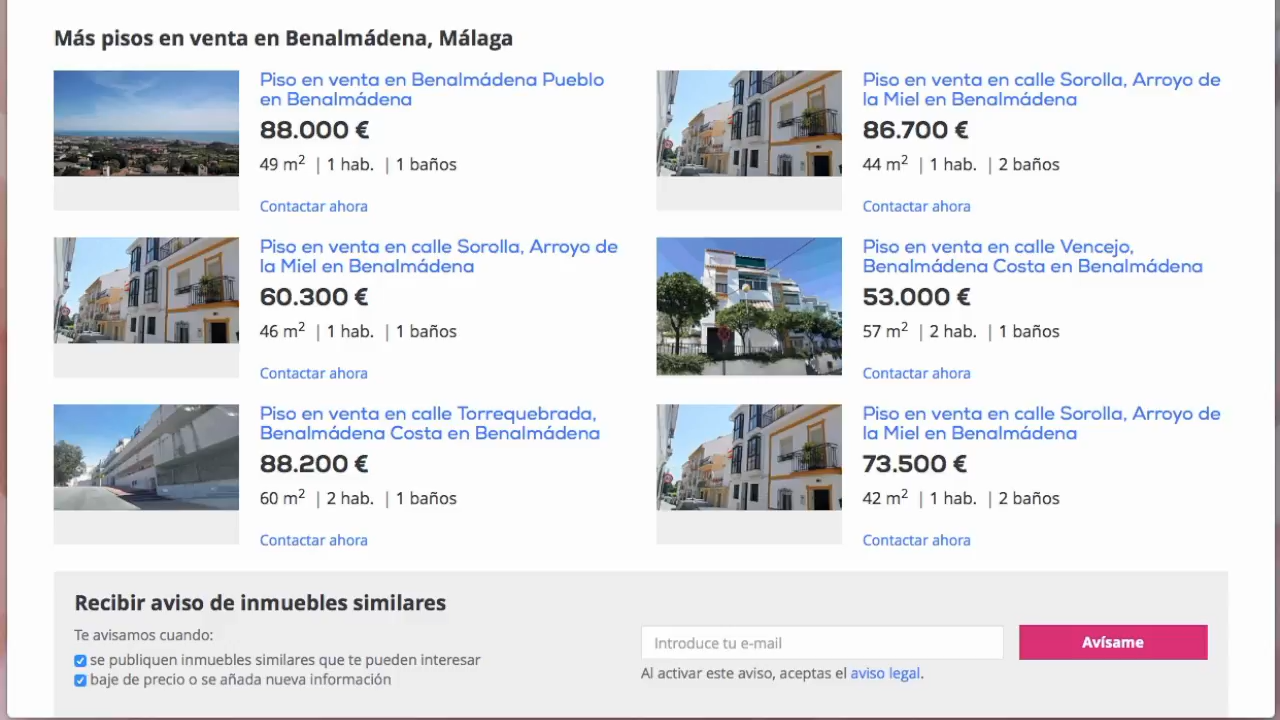 Más pisos en venta en Benalmádena, Málaga
Piso en venta en Benalmádena Pueblo
en Benalmádena
88.000 €
49 m² | 1 hab. | 1 baños
Contactar ahora
Piso en venta en calle Sorolla, Arroyo de
la Miel en Benalmádena
86.700 €
44 m² | 1 hab. | 2 baños
Contactar ahora
Piso en venta en calle Sorolla, Arroyo de
la Miel en Benalmádena
60.300 €
46 m² | 1 hab. | 1 baños
Contactar ahora
Piso en venta en calle Vencejo,
Benalmádena Costa en Benalmádena
53.000 €
57 m² | 2 hab. | 1 baños
Contactar ahora
Piso en venta en calle Torrequebrada,
Benalmádena Costa en Benalmádena
88.200 €
60 m² | 2 hab. | 1 baños
Contactar ahora
Piso en venta en calle Sorolla, Arroyo de
la Miel en Benalmádena
73.500 €
42 m² | 1 hab. | 2 baños
Contactar ahora
Recibir aviso de inmuebles similares
Te avisamos cuando:
se publiquen inmuebles similares que te pueden interesar
baje de precio o se añada nueva información
Introduce tu e-mail
Avísame
Al activar este aviso, aceptas el aviso legal.